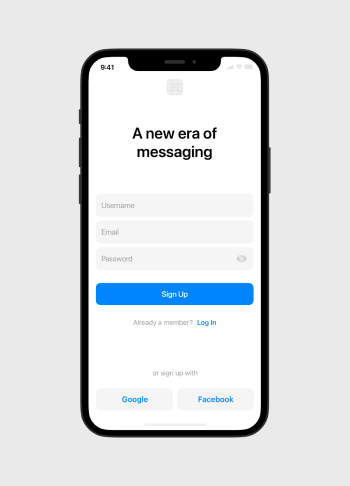 9:41
A new era of
messaging
Username
Email
Password
Sign Up
Already a member? Log In
or sign up with
Google Facebook